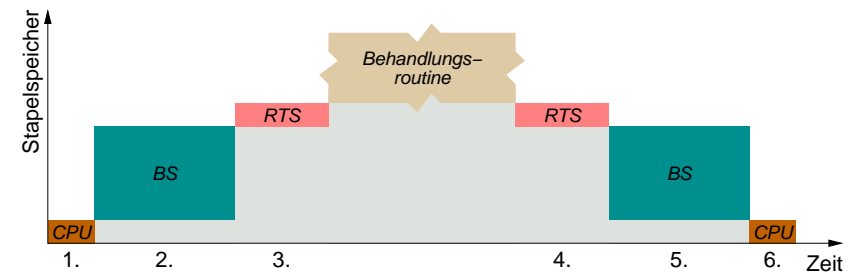 Stapelspeicher
Behandlungs–
routine
RTS
RTS
BS
BS
CPU
CPU
1.
2.
3.
4.
5.
6.
Zeit